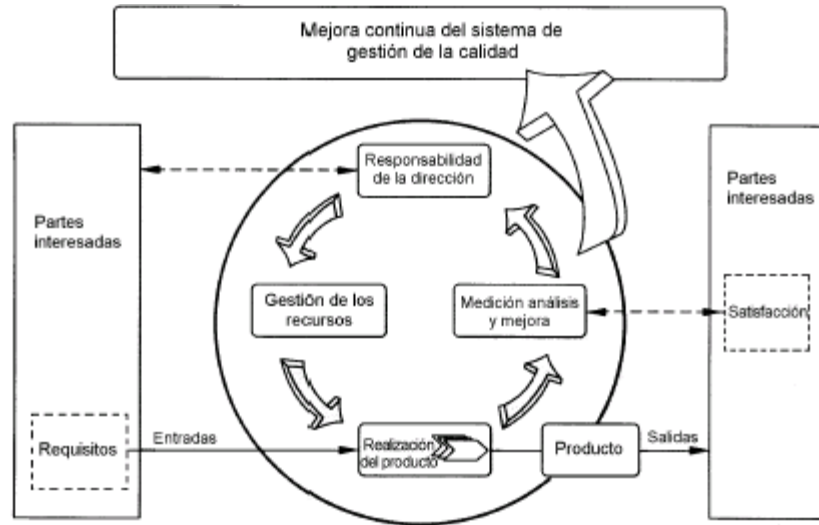 Mejora continua del sistema de
gestión de la calidad
Responsabilidad
de la dirección
Partes
interesadas
Partes
interesadas
Gestión de los
recursos
Medición análisis
y mejora
Satisfacción
Requisitos
Entradas
Realización
del producto
Producto
Salidas